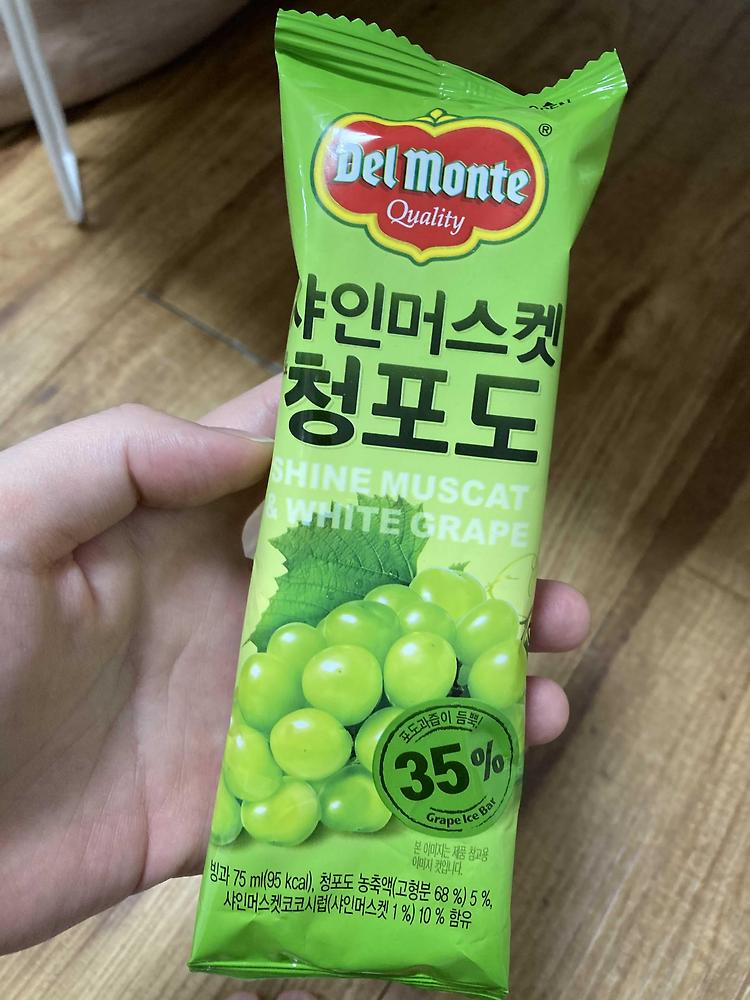 OPEN
Del Monte
®
Quality
샤인머스켓
청포도
SHINE MUSCAT
& WHITE GRAPE
포도과즙이 듬뿍!
35%
Grape Ice Bar
본 이미지는 제품 참고용
이미지 컷입니다.
빙과 75 ml(95 kcal), 청포도 농축액(고형분 68 %) 5 %,
샤인머스켓코코시럽(샤인머스켓 1 %) 10 % 함유